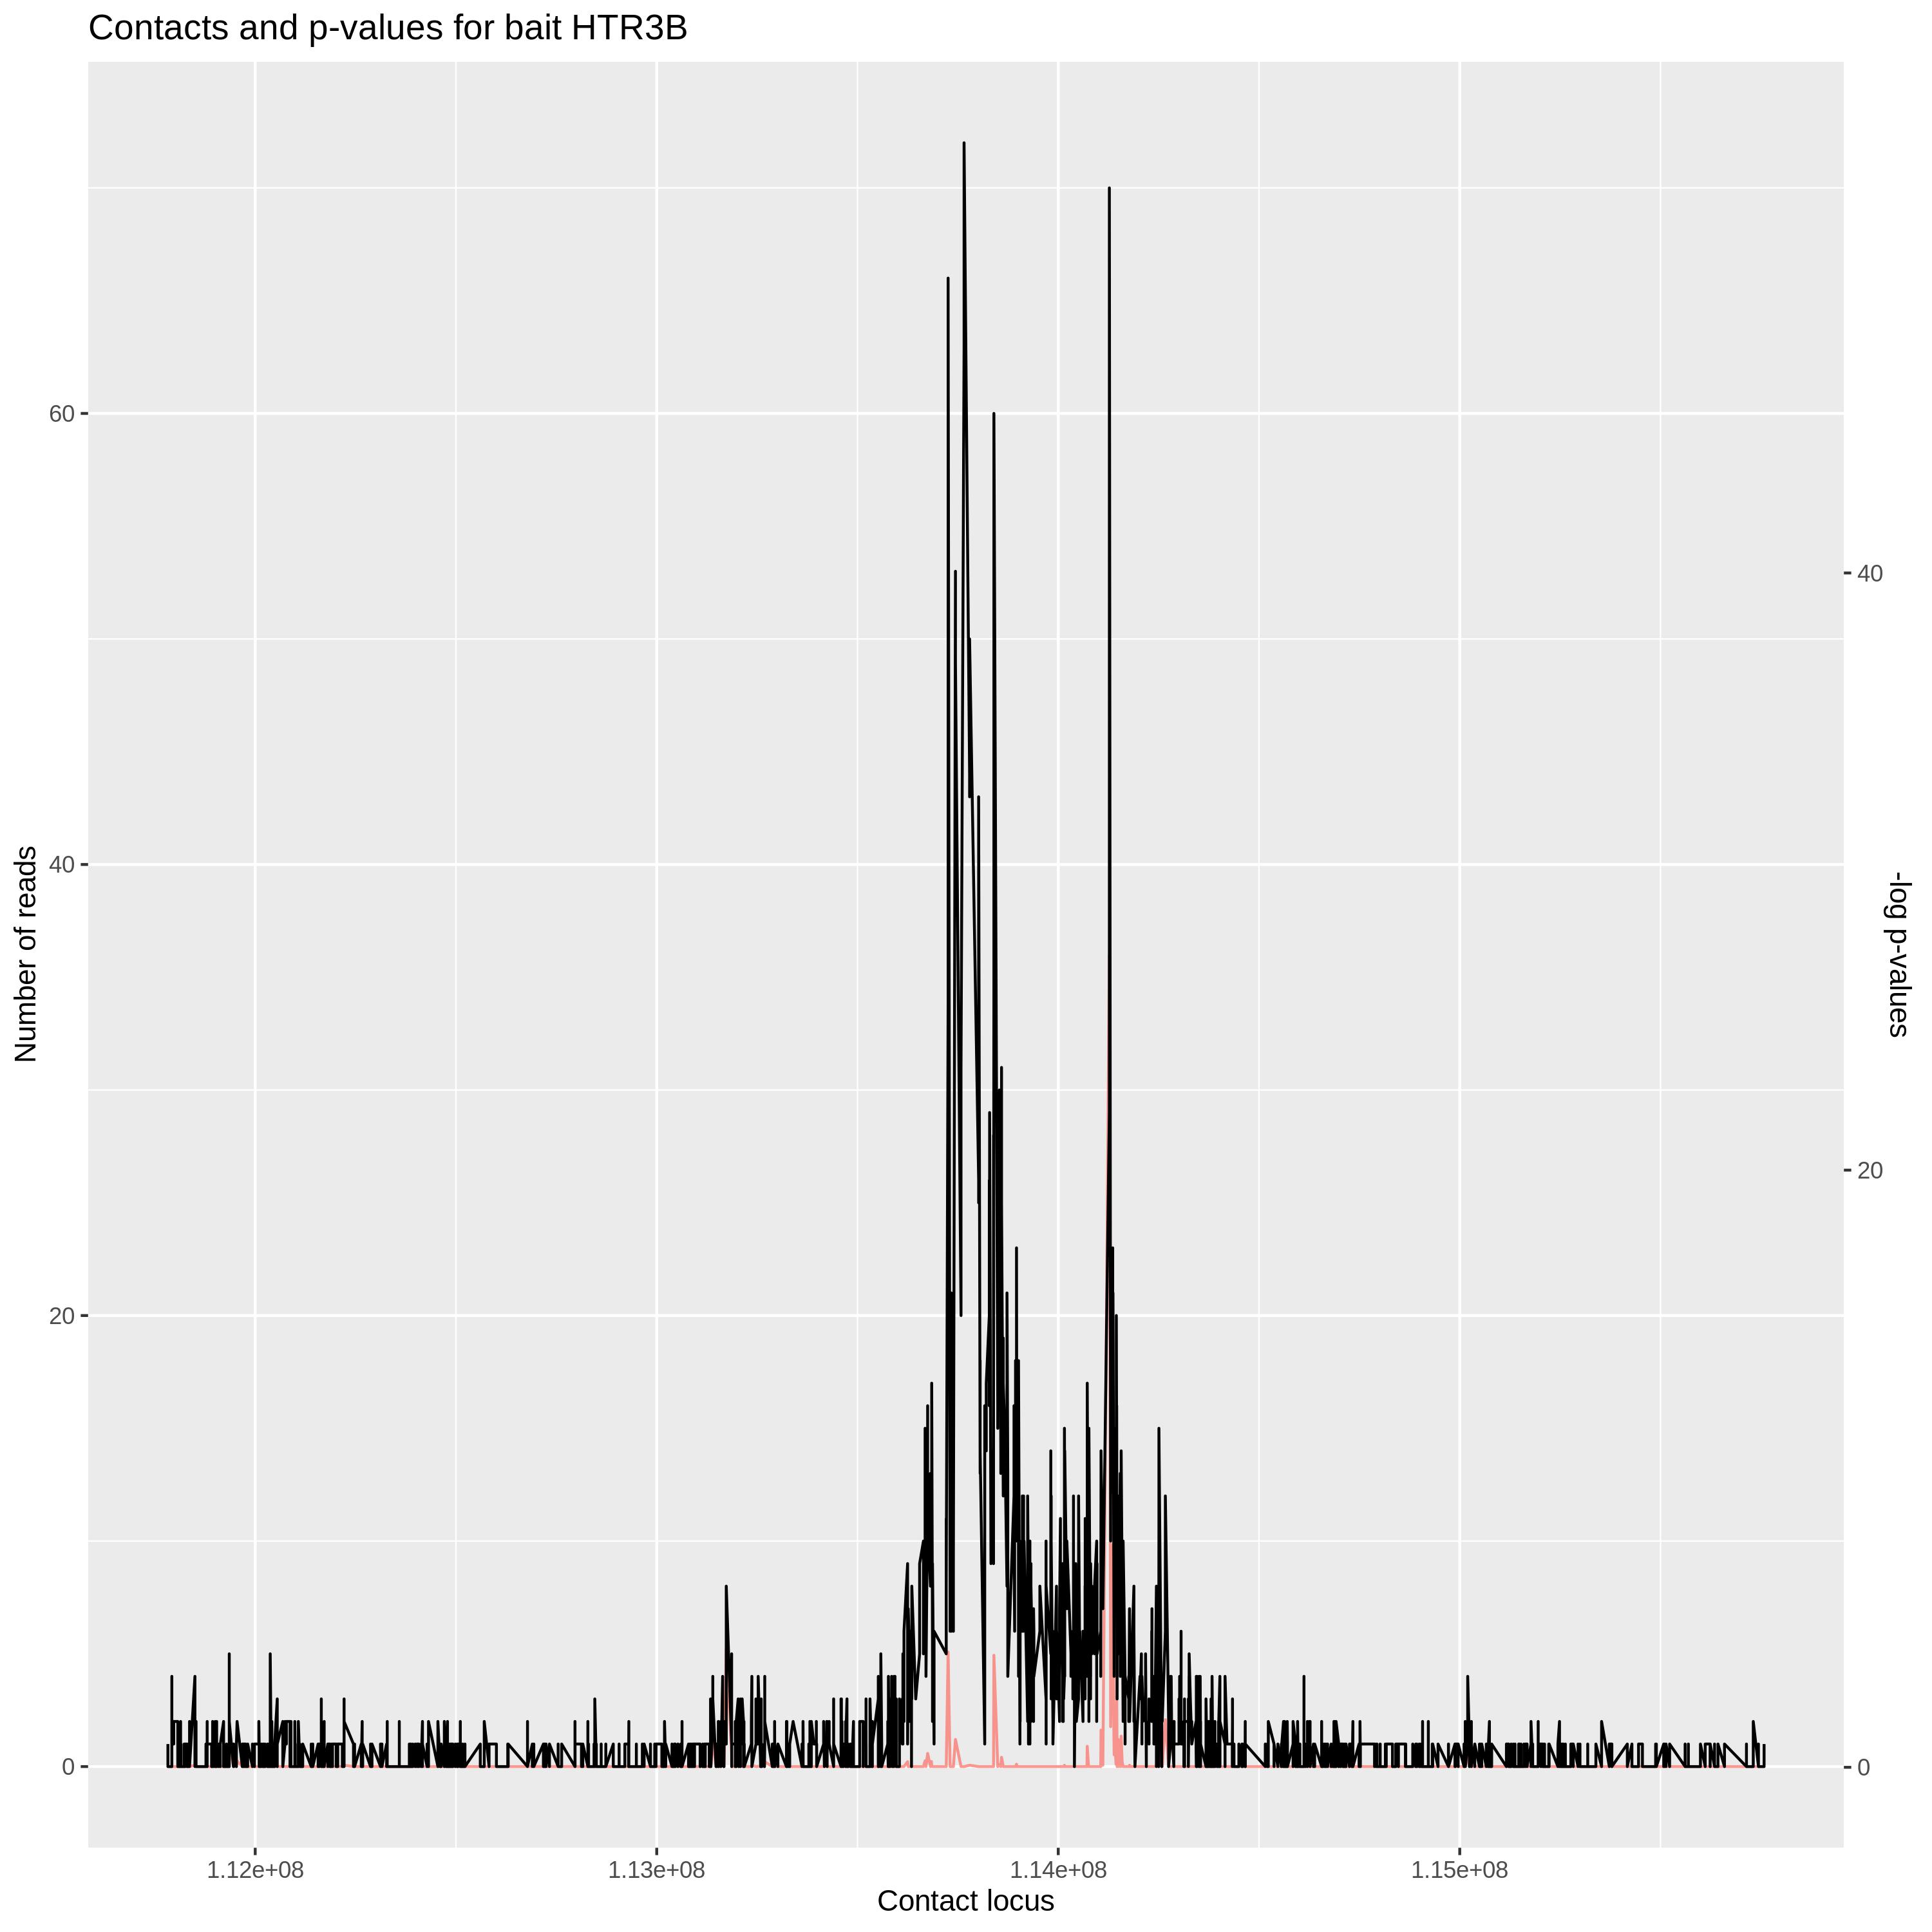 Contacts and p-values for bait HTR3B
60
40
20
0
Number of reads
40
20
0
-log p-values
1.12e+08
1.13e+08
1.14e+08
1.15e+08
Contact locus